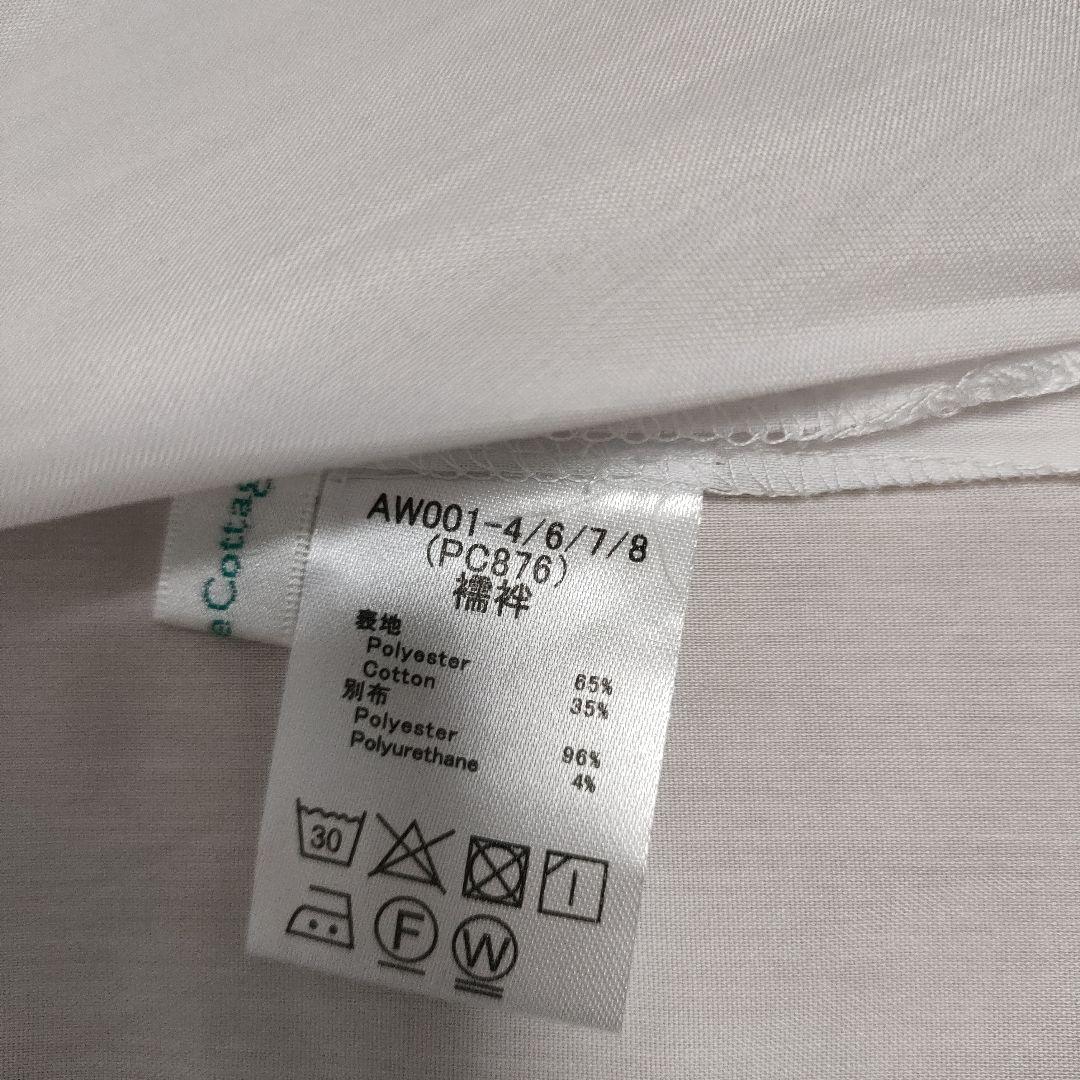 e Cottag
AW001-4/6/7/8
(PC876)
襦袢
表地
Polyester 65%
Cotton 35%
別布
Polyester 96%
Polyurethane 4%
30
F
W